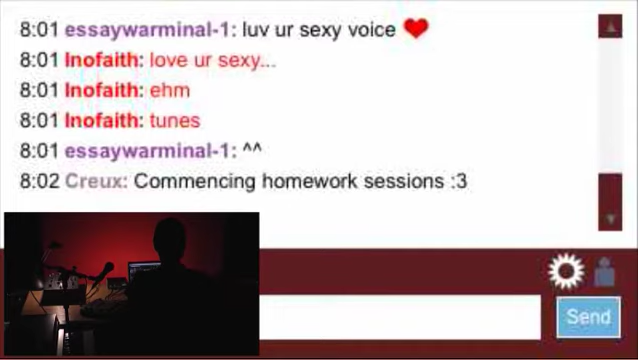 8:01 essaywarminal-1: luv ur sexy voice ❤
8:01 Inofaith: love ur sexy...
8:01 Inofaith: ehm
8:01 Inofaith: tunes
8:01 essaywarminal-1: ^^
8:02 Creux: Commencing homework sessions :3
Send